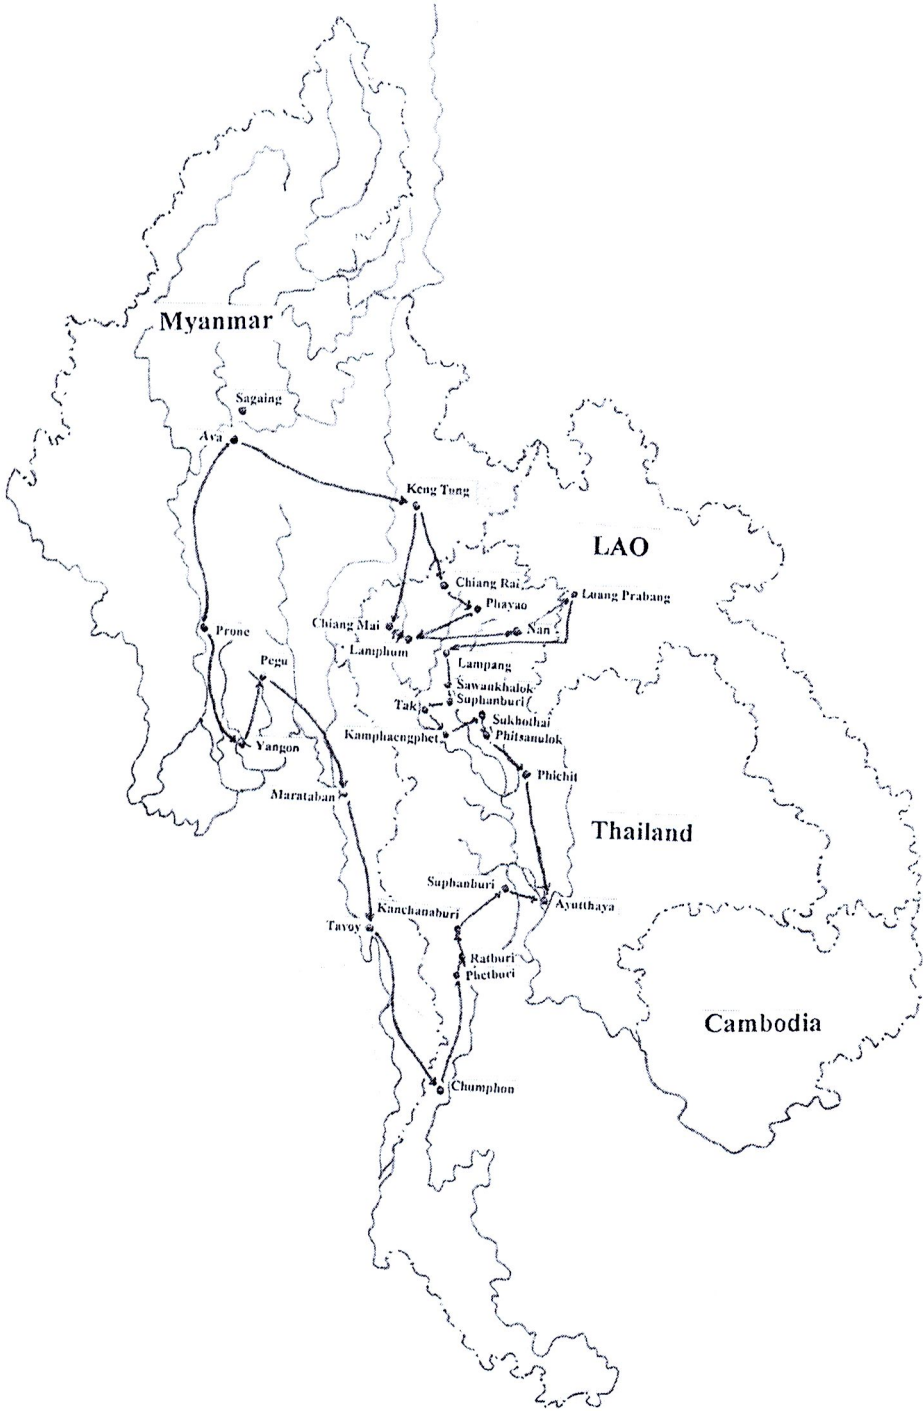 Myanmar
Sagaing
Ava
Keng Tung
LAO
Chiang Rai
Luang Prabang
Phayao
Chiang Mai
Prone
Nan
Lamphum
Pegu
Lampang
Sawankhalok
Suphanburi
Tak
Sukhothai
Kamphaengphet
Phitsanulok
Yangon
Phichit
Marataban
Thailand
Suphanburi
Ayutthaya
Kanchanaburi
Tavoy
Ratburi
Phetburi
Cambodia
Chumphon